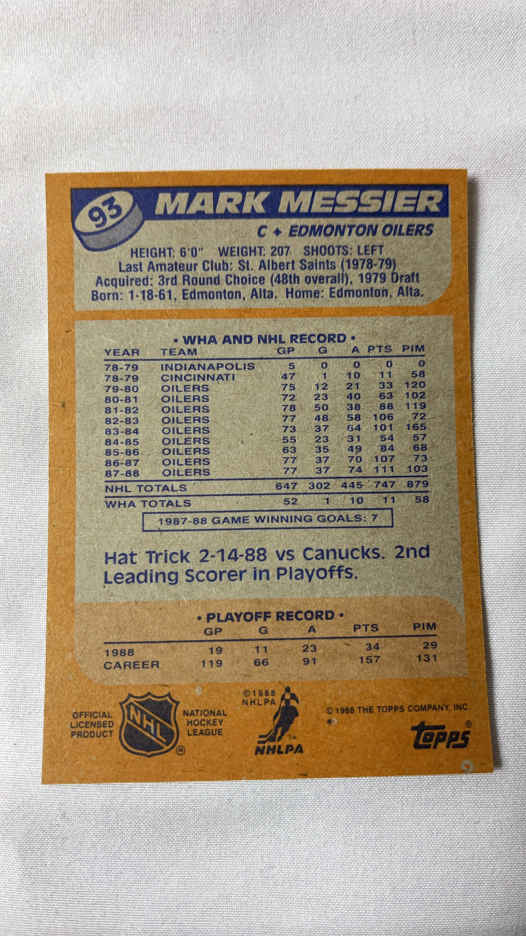 93 MARK MESSIER
C + EDMONTON OILERS
HEIGHT: 6'0" WEIGHT: 207 SHOOTS: LEFT
Last Amateur Club: St. Albert Saints (1978-79)
Acquired: 3rd Round Choice (48th overall), 1979 Draft
Born: 1-18-61, Edmonton, Alta. Home: Edmonton, Alta.
• WHA AND NHL RECORD •
YEAR TEAM GP G A PTS PIM
78-79 INDIANAPOLIS 5 0 0 0 0
78-79 CINCINNATI 47 1 10 11 58
79-80 OILERS 75 12 21 33 120
80-81 OILERS 72 23 40 63 102
81-82 OILERS 78 50 38 88 119
82-83 OILERS 77 48 58 106 72
83-84 OILERS 73 37 64 101 165
84-85 OILERS 55 23 31 54 57
85-86 OILERS 63 35 49 84 68
86-87 OILERS 77 37 70 107 73
87-88 OILERS 77 37 74 111 103
NHL TOTALS 647 302 445 747 879
WHA TOTALS 52 1 10 11 58
1987-88 GAME WINNING GOALS: 7
Hat Trick 2-14-88 vs Canucks. 2nd
Leading Scorer in Playoffs.
• PLAYOFF RECORD •
GP G A PTS PIM
1988 19 11 23 34 29
CAREER 119 66 91 157 131
OFFICIAL
LICENSED
PRODUCT
NHL
®
NATIONAL
HOCKEY
LEAGUE
© 1988
NHLPA
TM
NHLPA
© 1988 THE TOPPS COMPANY, INC
topps®